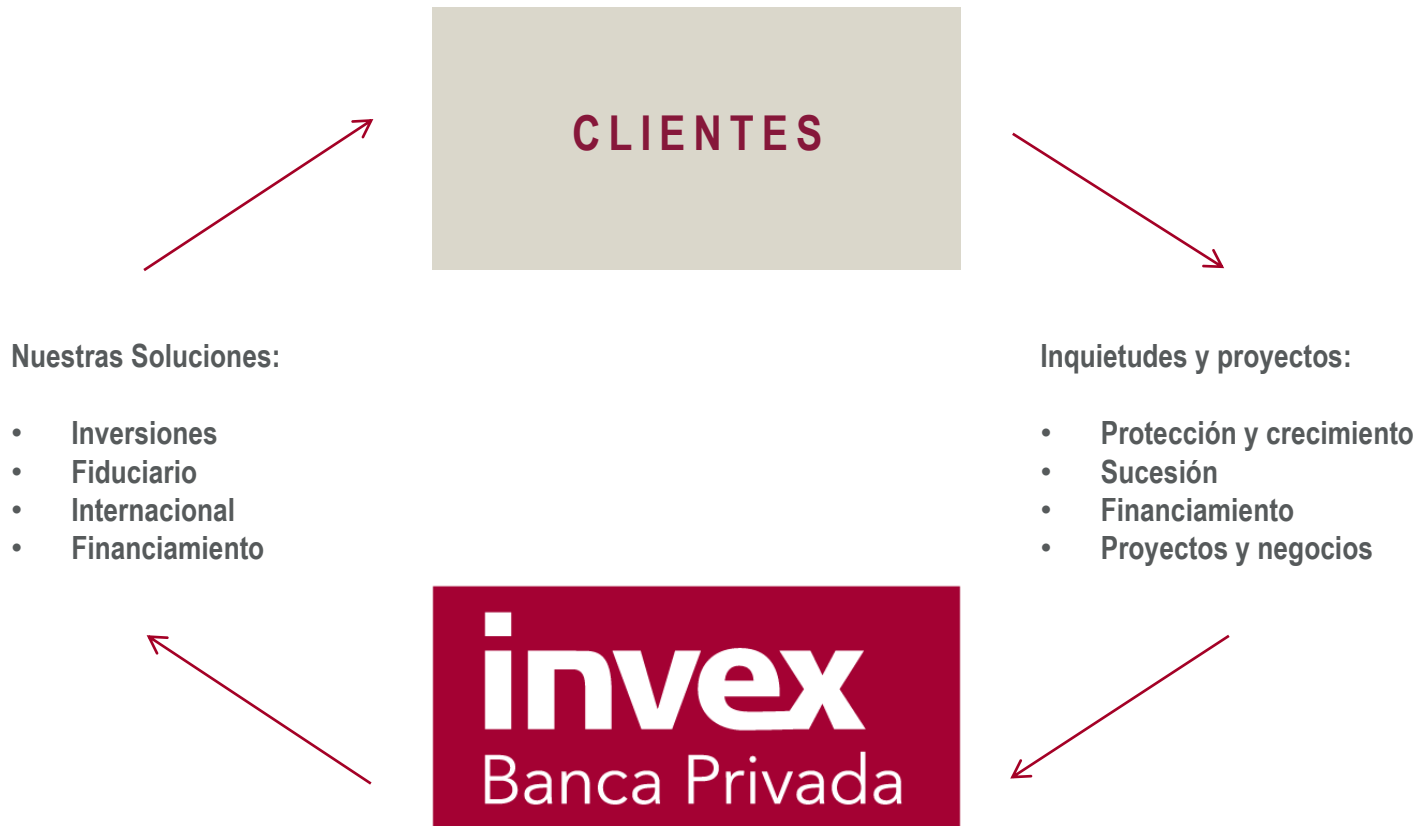 CLIENTES
Nuestras Soluciones:
• Inversiones
• Fiduciario
• Internacional
• Financiamiento
Inquietudes y proyectos:
• Protección y crecimiento
• Sucesión
• Financiamiento
• Proyectos y negocios
invex
Banca Privada